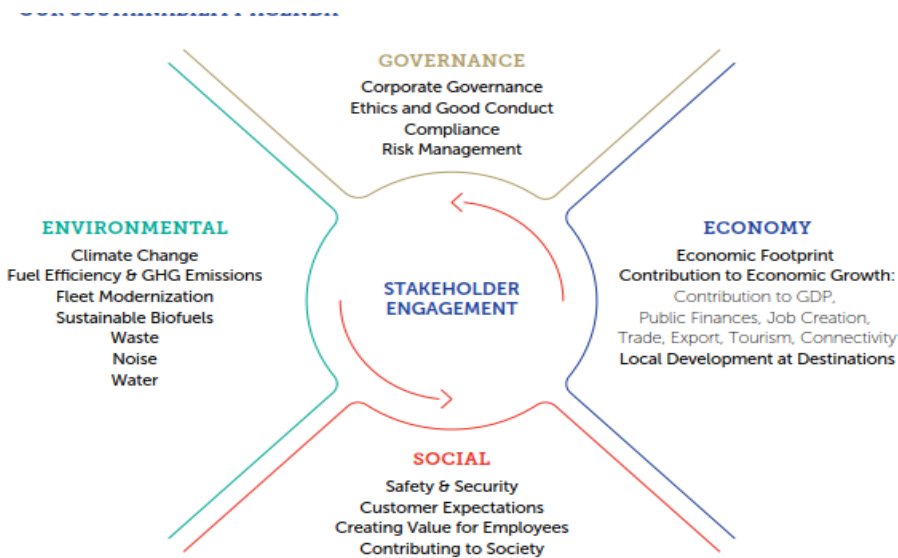 OUR SUSTAINABILITY AGENDA
GOVERNANCE
Corporate Governance
Ethics and Good Conduct
Compliance
Risk Management
ENVIRONMENTAL
Climate Change
Fuel Efficiency & GHG Emissions
Fleet Modernization
Sustainable Biofuels
Waste
Noise
Water
STAKEHOLDER
ENGAGEMENT
ECONOMY
Economic Footprint
Contribution to Economic Growth:
Contribution to GDP,
Public Finances, Job Creation,
Trade, Export, Tourism, Connectivity
Local Development at Destinations
SOCIAL
Safety & Security
Customer Expectations
Creating Value for Employees
Contributing to Society